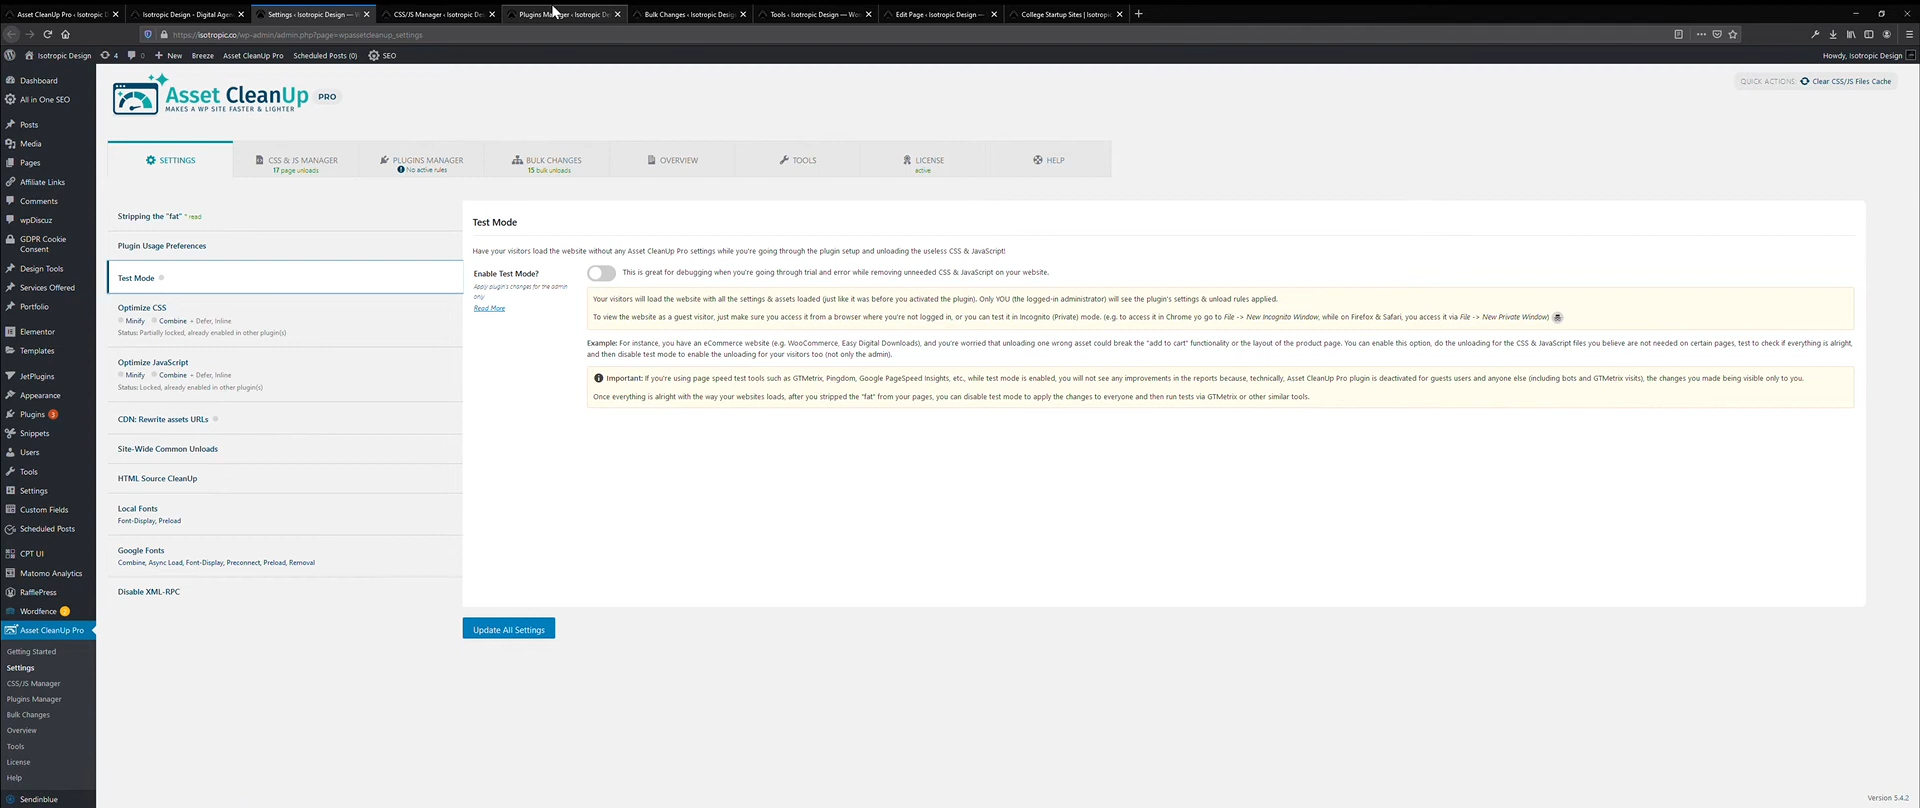 Asset CleanUp Pro ‹ Isotropic D
Isotropic Design - Digital Agen
Settings ‹ Isotropic Design — W
CSS/JS Manager ‹ Isotropic De
Plugins Manager ‹ Isotropic De
Bulk Changes ‹ Isotropic Desig
Tools ‹ Isotropic Design — Wo
Edit Page ‹ Isotropic Design —
College Startup Sites | Isotropic
https://isotropic.co/wp-admin/admin.php?page=wpassetcleanup_settings
Isotropic Design
4
0
New
Breeze
Asset CleanUp Pro
Scheduled Posts (0)
SEO
Howdy, Isotropic Design
Dashboard
All in One SEO
Posts
Media
Pages
Affiliate Links
Comments
wpDiscuz
GDPR Cookie
Consent
Design Tools
Services Offered
Portfolio
Elementor
Templates
JetPlugins
Appearance
Plugins 3
Snippets
Users
Tools
Settings
Custom Fields
Scheduled Posts
CPT UI
Matomo Analytics
RafflePress
Wordfence
Asset CleanUp Pro
Getting Started
Settings
CSS/JS Manager
Plugins Manager
Bulk Changes
Overview
Tools
License
Help
Sendinblue
Asset CleanUp PRO
MAKES A WP SITE FASTER & LIGHTER
QUICK ACTIONS: Clear CSS/JS Files Cache
SETTINGS
CSS & JS MANAGER
17 page unloads
PLUGINS MANAGER
No active rules
BULK CHANGES
15 bulk unloads
OVERVIEW
TOOLS
LICENSE
active
HELP
Stripping the "fat" * read
Plugin Usage Preferences
Test Mode
Optimize CSS
Minify Combine + Defer, Inline
Status: Partially locked, already enabled in other plugin(s)
Optimize JavaScript
Minify Combine + Defer, Inline
Status: Locked, already enabled in other plugin(s)
CDN: Rewrite assets URLs
Site-Wide Common Unloads
HTML Source CleanUp
Local Fonts
Font-Display, Preload
Google Fonts
Combine, Async Load, Font-Display, Preconnect, Preload, Removal
Disable XML-RPC
Test Mode
Have your visitors load the website without any Asset CleanUp Pro settings while you're going through the plugin setup and unloading the useless CSS & JavaScript!
Enable Test Mode?
Apply plugin's changes for the admin
only
Read More
This is great for debugging when you're going through trial and error while removing unneeded CSS & JavaScript on your website.
Your visitors will load the website with all the settings & assets loaded (just like it was before you activated the plugin). Only YOU (the logged-in administrator) will see the plugin's settings & unload rules applied.
To view the website as a guest visitor, just make sure you access it from a browser where you're not logged in, or you can test it in Incognito (Private) mode. (e.g. to access it in Chrome yo go to File -> New Incognito Window, while on Firefox & Safari, you access it via File -> New Private Window)
Example: For instance, you have an eCommerce website (e.g. WooCommerce, Easy Digital Downloads), and you're worried that unloading one wrong asset could break the "add to cart" functionality or the layout of the product page. You can enable this option, do the unloading for the CSS & JavaScript files you believe are not needed on certain pages, test to check if everything is alright,
and then disable test mode to enable the unloading for your visitors too (not only the admin).
Important: If you're using page speed test tools such as GTMetrix, Pingdom, Google PageSpeed Insights, etc., while test mode is enabled, you will not see any improvements in the reports because, technically, Asset CleanUp Pro plugin is deactivated for guests users and anyone else (including bots and GTMetrix visits), the changes you made being visible only to you.
Once everything is alright with the way your websites loads, after you stripped the "fat" from your pages, you can disable test mode to apply the changes to everyone and then run tests via GTMetrix or other similar tools.
Update All Settings
Version 5.4.2